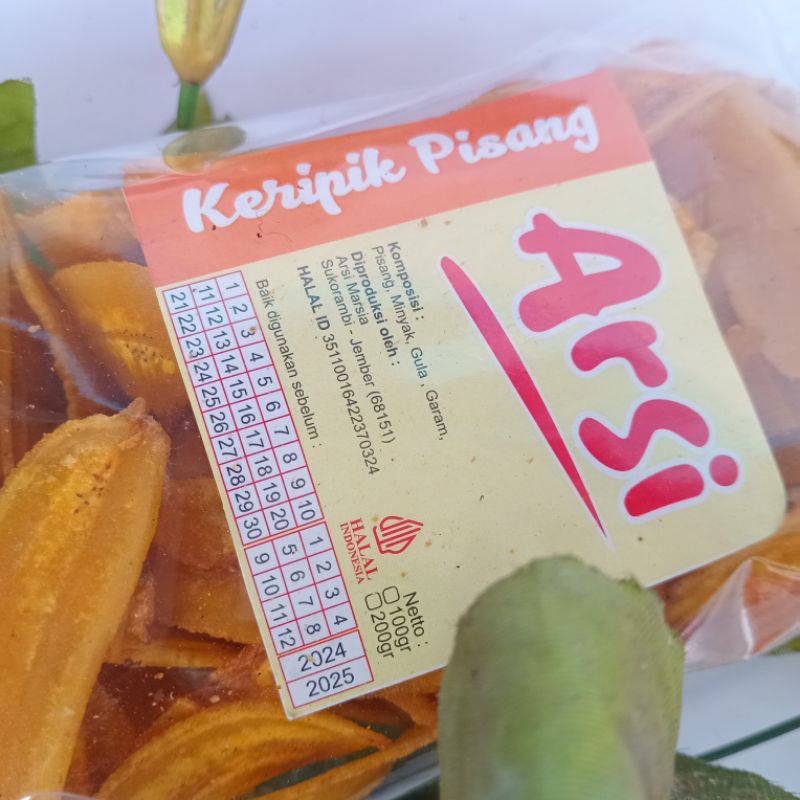 Keripik Pisang
Arsi
Komposisi :
Pisang, Minyak, Gula , Garam,
Diproduksi oleh :
Arsi Marsia
Sukorambi - Jember (68151)
HALAL ID 35110016422370324
Baik digunakan sebelum :
1 2 3 4 5 6 7 8 9 10 1 2 3 4
11 12 13 14 15 16 17 18 19 20 5 6 7 8
21 22 23 24 25 26 27 28 29 30 9 10 11 12
2024
2025
HALAL
INDONESIA
Netto :
100gr
200gr